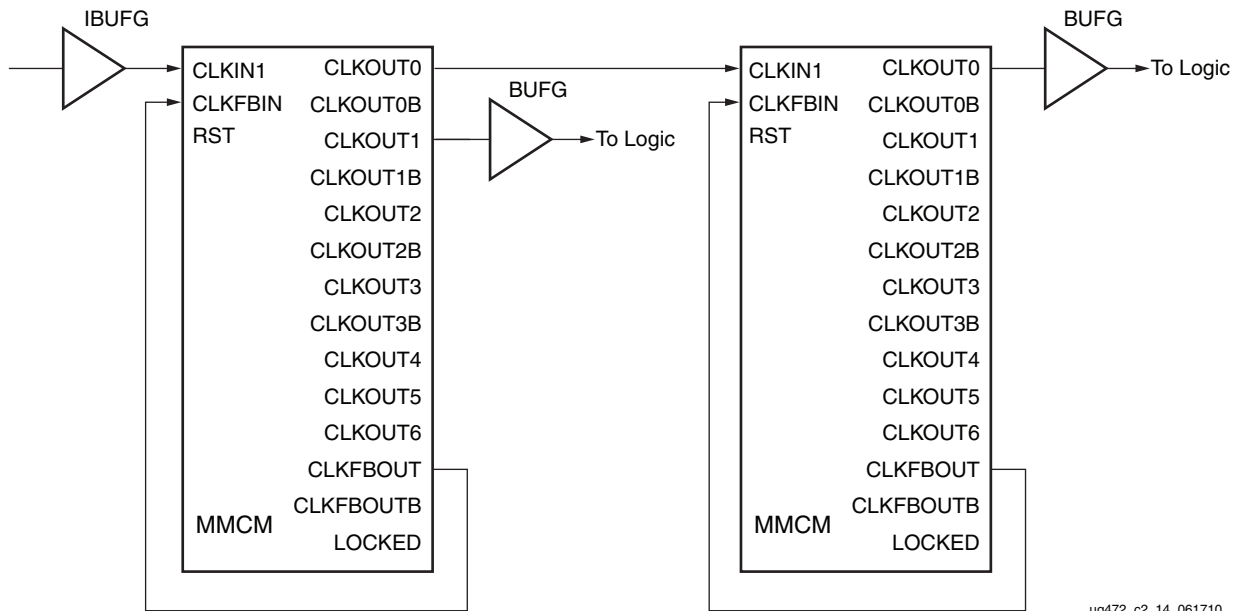 IBUFG
CLKIN1
CLKFBIN
RST
CLKOUT0
CLKOUT0B
CLKOUT1
CLKOUT1B
CLKOUT2
CLKOUT2B
CLKOUT3
CLKOUT3B
CLKOUT4
CLKOUT5
CLKOUT6
CLKFBOUT
CLKFBOUTB
LOCKED
MMCM
BUFG
To Logic
CLKIN1
CLKFBIN
RST
CLKOUT0
CLKOUT0B
CLKOUT1
CLKOUT1B
CLKOUT2
CLKOUT2B
CLKOUT3
CLKOUT3B
CLKOUT4
CLKOUT5
CLKOUT6
CLKFBOUT
CLKFBOUTB
LOCKED
MMCM
BUFG
To Logic
ug472_c2_14_061710